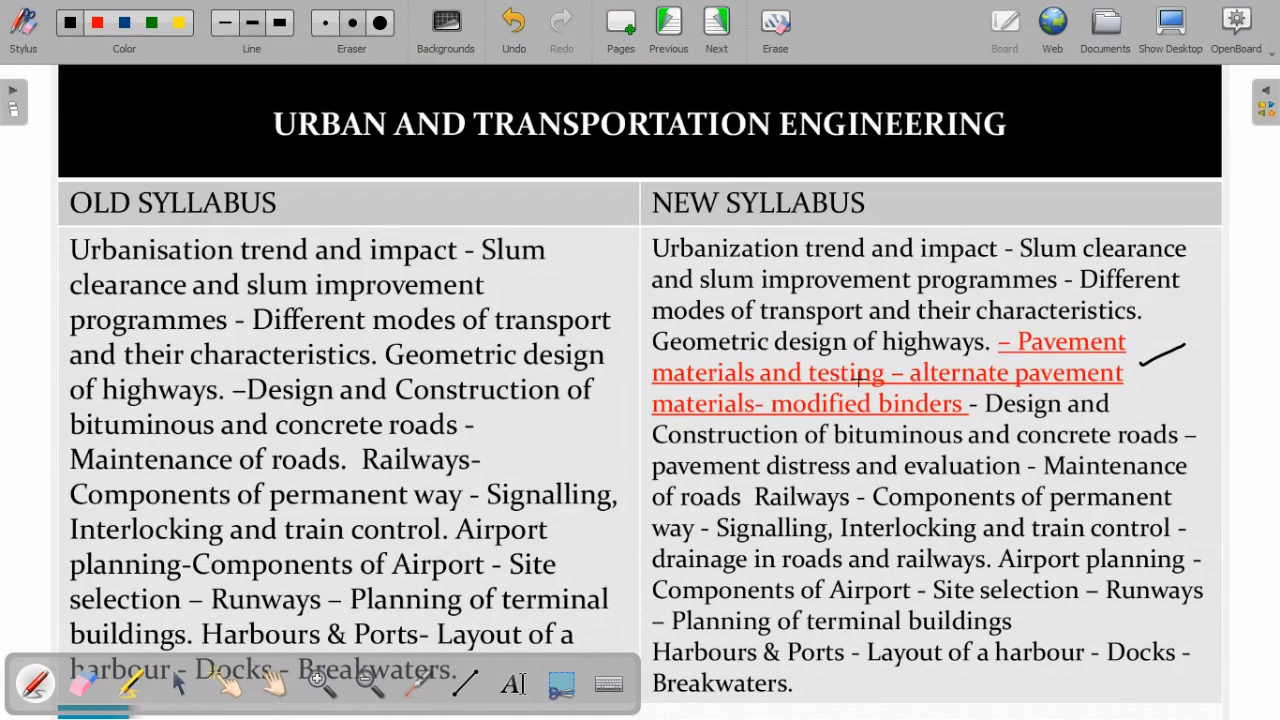 Stylus
Color
Line
Eraser
Backgrounds
Undo
Redo
Pages
Previous
Next
Erase
Board
Web
Documents
Show Desktop
OpenBoard
URBAN AND TRANSPORTATION ENGINEERING
OLD SYLLABUS
Urbanisation trend and impact - Slum
clearance and slum improvement
programmes - Different modes of transport
and their characteristics. Geometric design
of highways. –Design and Construction of
bituminous and concrete roads -
Maintenance of roads. Railways-
Components of permanent way - Signalling,
Interlocking and train control. Airport
planning-Components of Airport - Site
selection – Runways – Planning of terminal
buildings. Harbours & Ports- Layout of a
harbour - Docks - Breakwaters.
NEW SYLLABUS
Urbanization trend and impact - Slum clearance
and slum improvement programmes - Different
modes of transport and their characteristics.
Geometric design of highways. – Pavement
materials and testing – alternate pavement
materials- modified binders - Design and
Construction of bituminous and concrete roads –
pavement distress and evaluation - Maintenance
of roads Railways - Components of permanent
way - Signalling, Interlocking and train control -
drainage in roads and railways. Airport planning -
Components of Airport - Site selection – Runways
– Planning of terminal buildings
Harbours & Ports - Layout of a harbour - Docks -
Breakwaters.
A